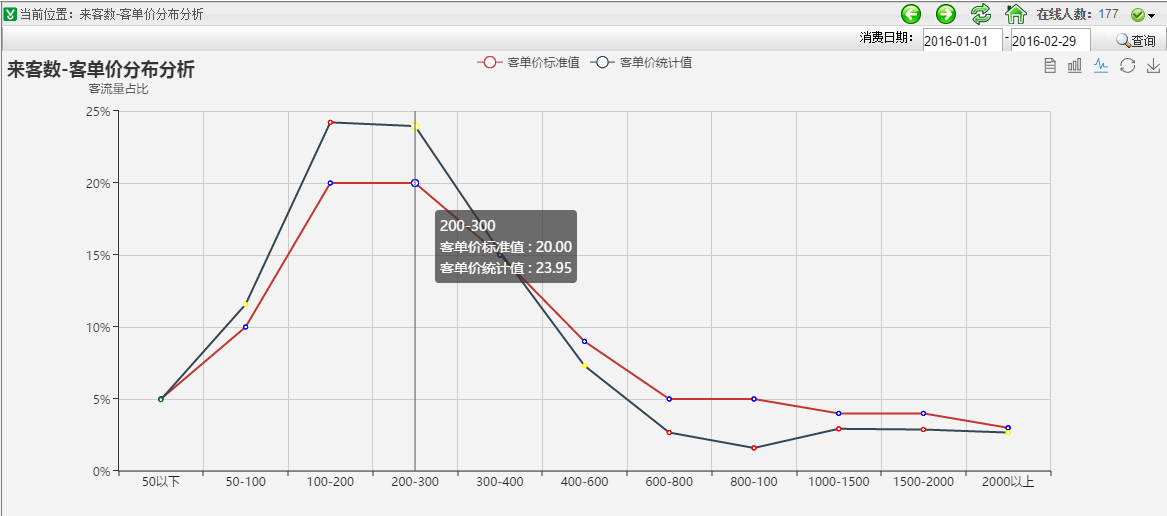 当前位置：来客数-客单价分布分析
在线人数：177
消费日期：2016-01-01-2016-02-29 查询
来客数-客单价分布分析
客单价标准值 客单价统计值
客流量占比
25%
20%
15%
10%
5%
0%
200-300
客单价标准值 : 20.00
客单价统计值 : 23.95
50以下 50-100 100-200 200-300 300-400 400-600 600-800 800-100 1000-1500 1500-2000 2000以上